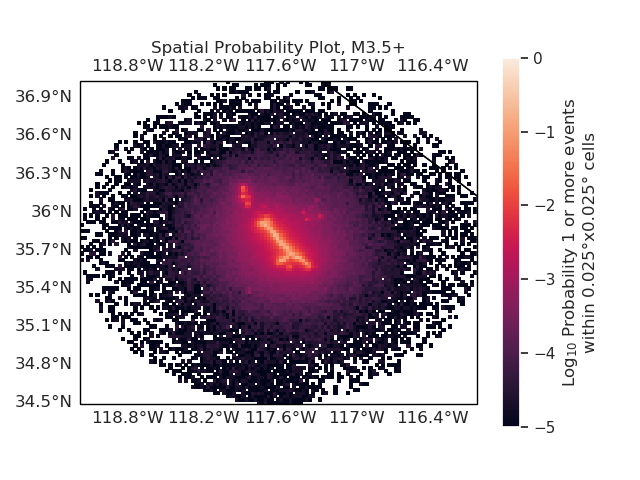 Spatial Probability Plot, M3.5+
118.8°W 118.2°W 117.6°W 117°W 116.4°W
36.9°N
36.6°N
36.3°N
36°N
35.7°N
35.4°N
35.1°N
34.8°N
34.5°N
118.8°W 118.2°W 117.6°W 117°W 116.4°W
0
−1
−2
−3
−4
−5
Log₁₀ Probability 1 or more events
within 0.025°x0.025° cells